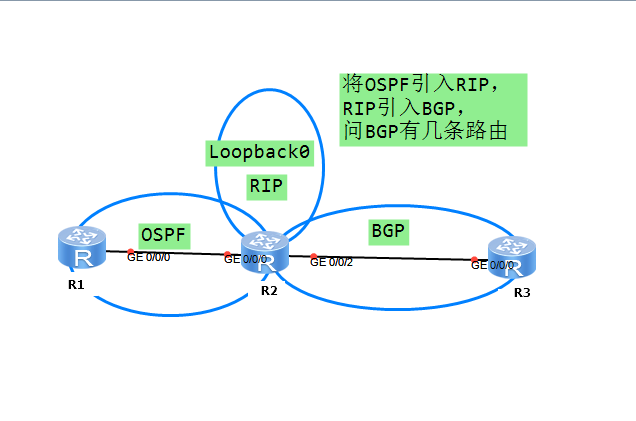 将OSPF引入RIP，
RIP引入BGP，
问BGP有几条路由
Loopback0
RIP
OSPF
BGP
R
GE 0/0/0
GE 0/0/0
R
GE 0/0/2
GE 0/0/0
R
R1
R2
R3